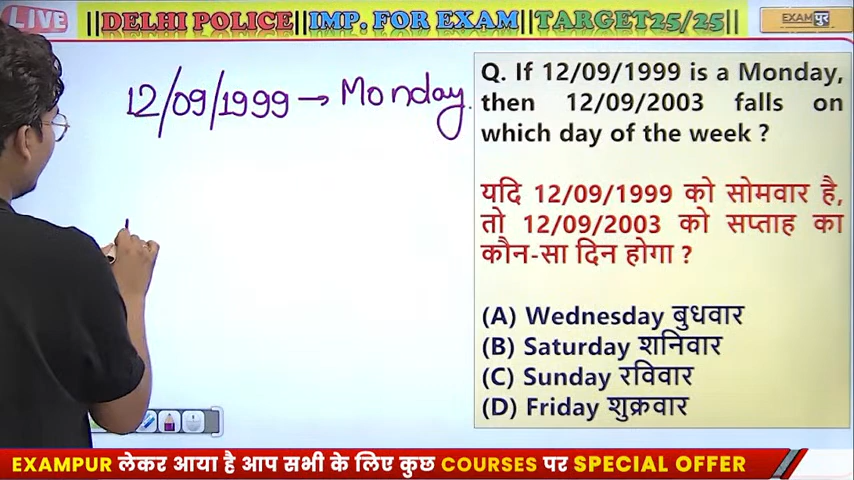 LIVE
||DELHI POLICE||IMP. FOR EXAM||TARGET25/25||
EXAMपुर
12/09/1999 → Monday.
Q. If 12/09/1999 is a Monday,
then 12/09/2003 falls on
which day of the week ?
यदि 12/09/1999 को सोमवार है,
तो 12/09/2003 को सप्ताह का
कौन-सा दिन होगा ?
(A) Wednesday बुधवार
(B) Saturday शनिवार
(C) Sunday रविवार
(D) Friday शुक्रवार
EXAMPUR लेकर आया है आप सभी के लिए कुछ COURSES पर SPECIAL OFFER